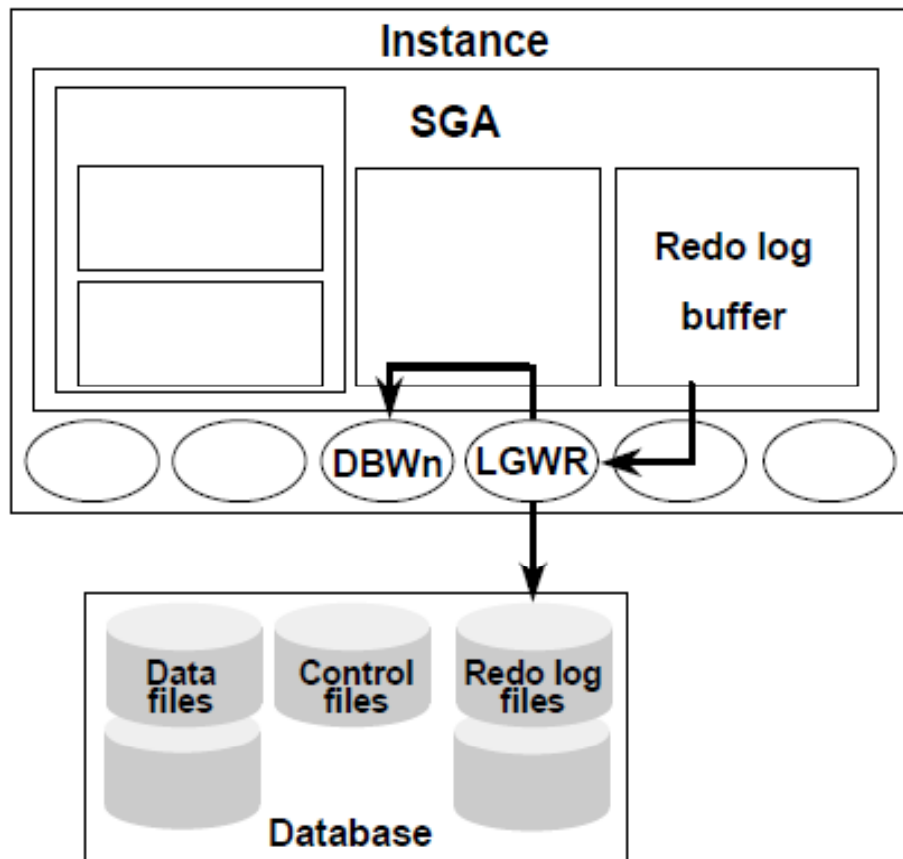 Instance
SGA
Redo log
buffer
DBWn
LGWR
Data
files
Control
files
Redo log
files
Database